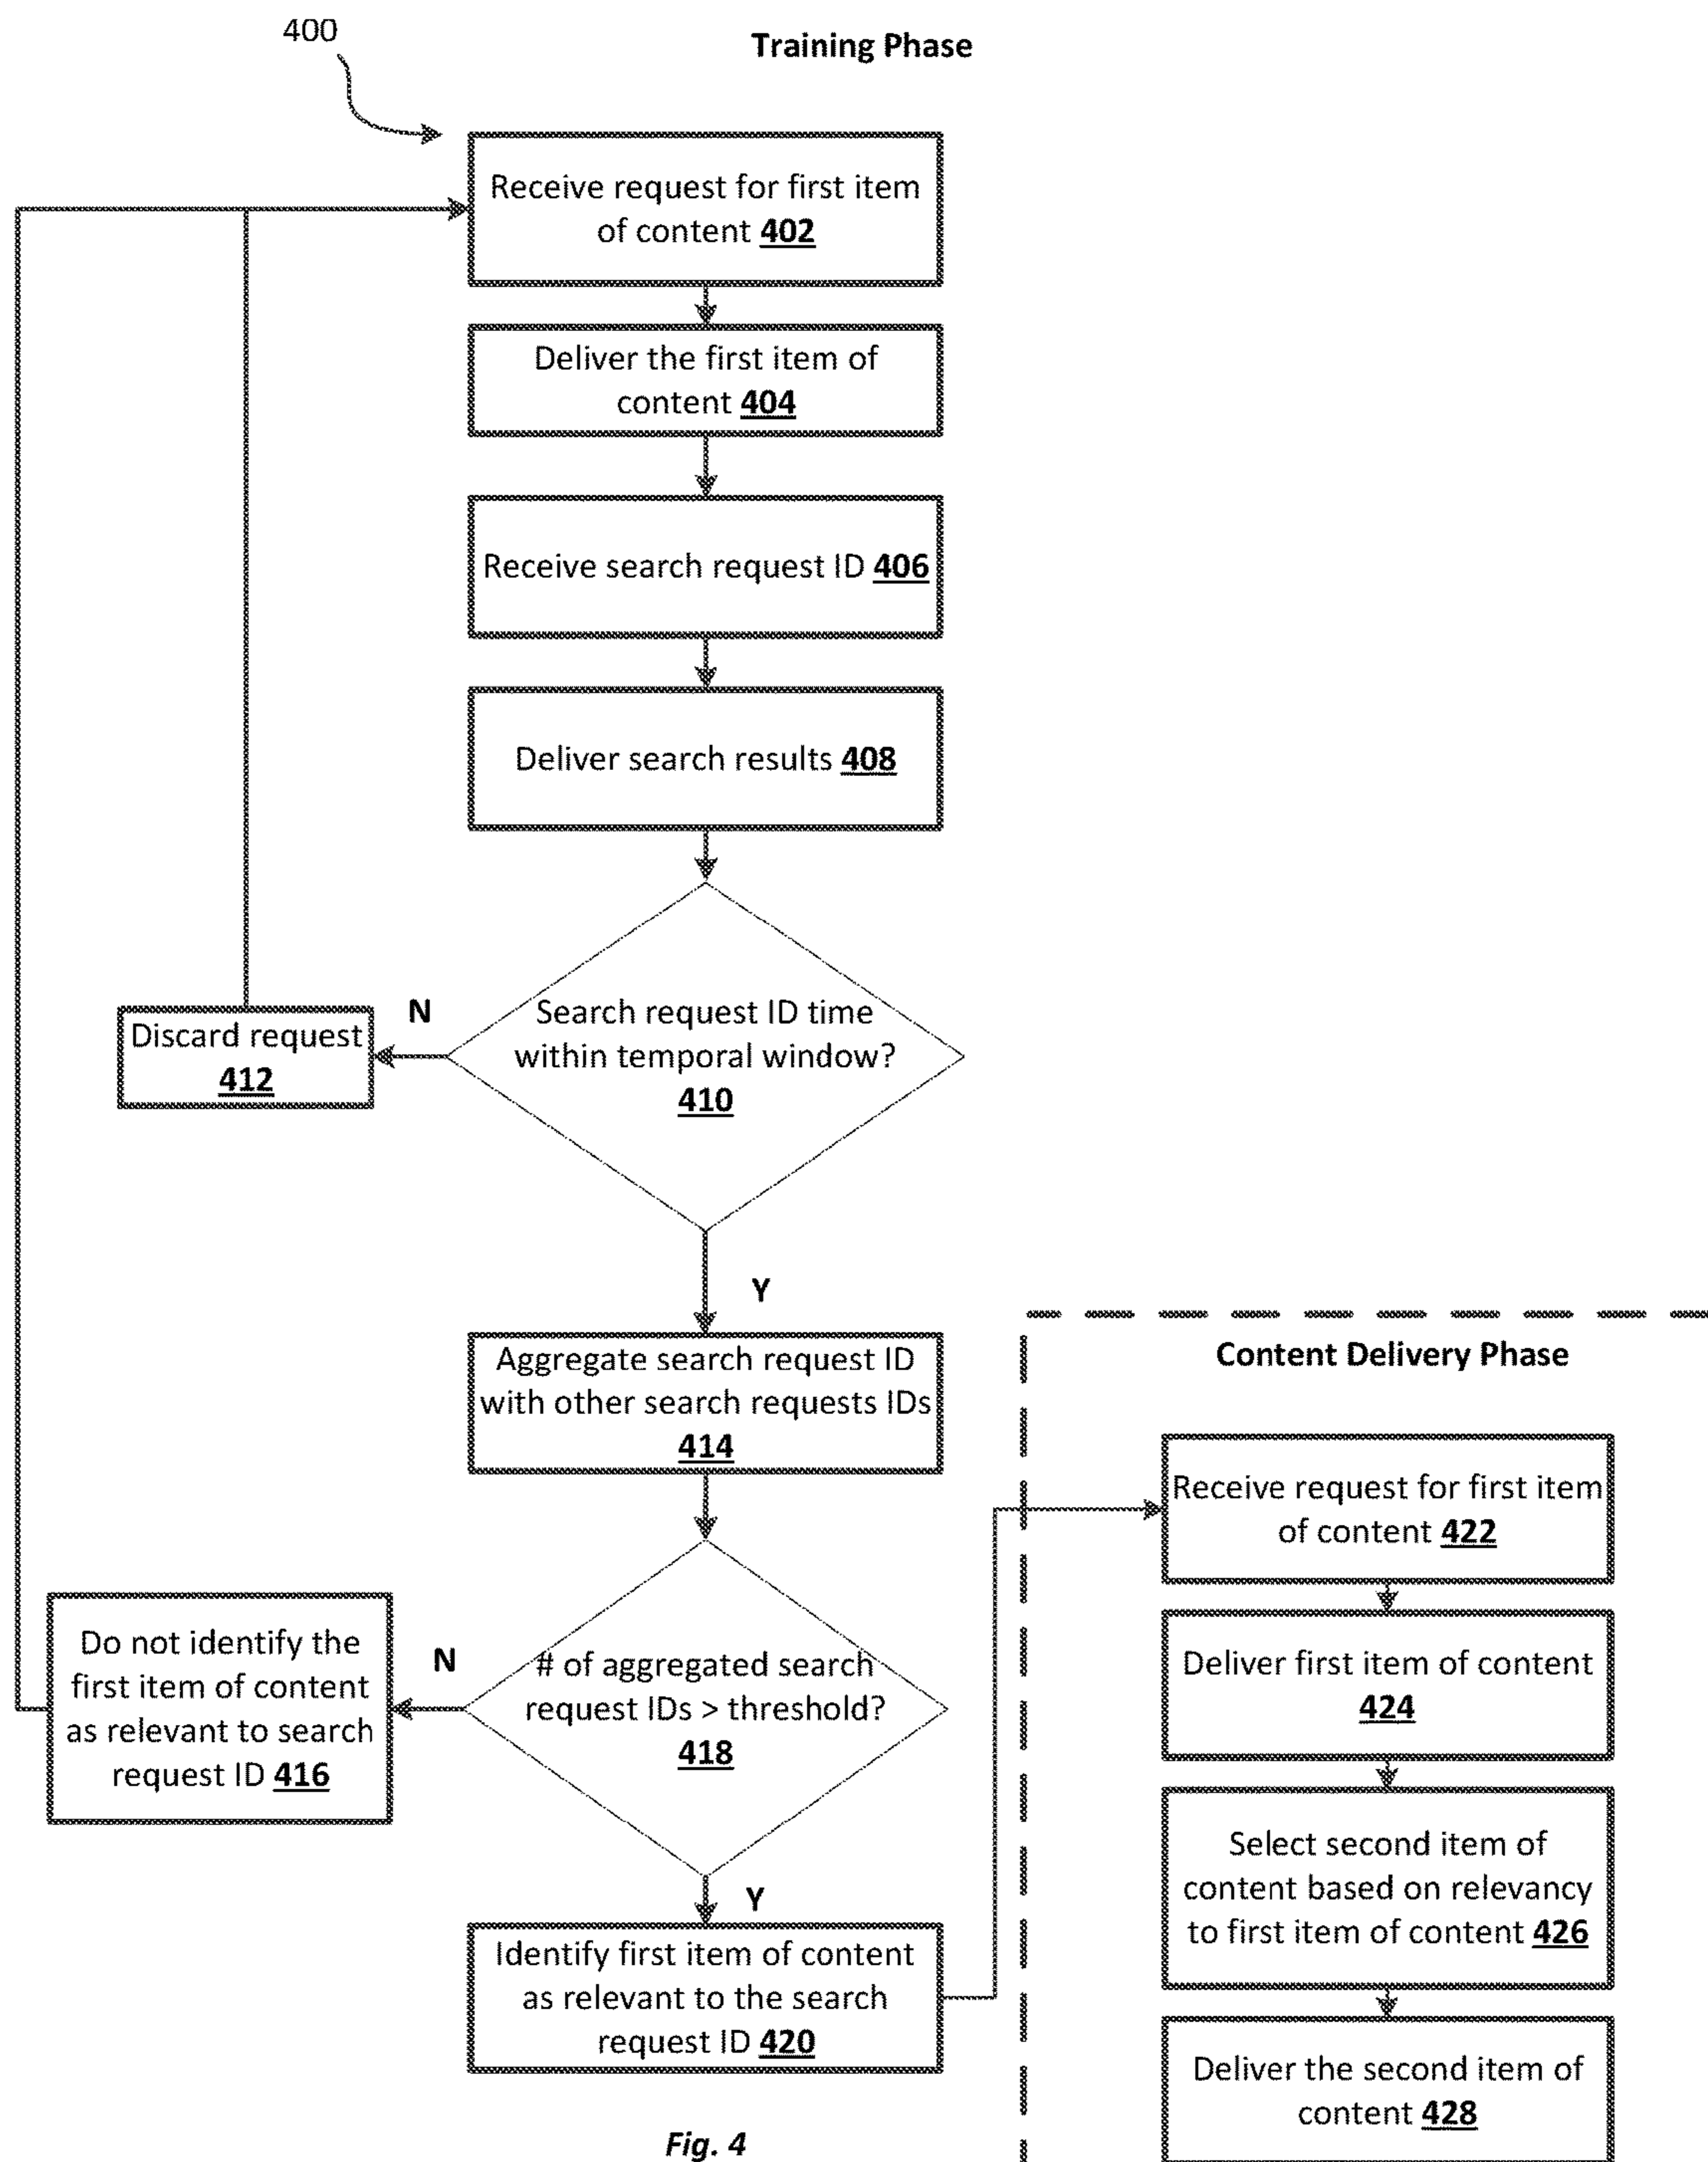 400
Training Phase
Receive request for first item
of content 402
Deliver the first item of
content 404
Receive search request ID 406
Deliver search results 408
Search request ID time
within temporal window?
410
N
Discard request
412
Y
Aggregate search request ID
with other search requests IDs
414
# of aggregated search
request IDs > threshold?
418
N
Do not identify the
first item of content
as relevant to search
request ID 416
Y
Identify first item of content
as relevant to the search
request ID 420
Content Delivery Phase
Receive request for first item
of content 422
Deliver first item of content
424
Select second item of
content based on relevancy
to first item of content 426
Deliver the second item of
content 428
Fig. 4